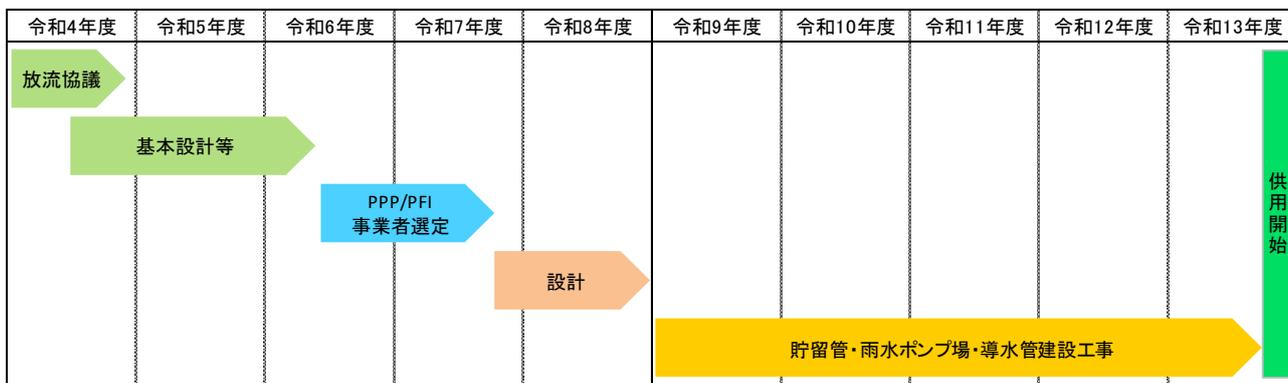 令和4年度 令和5年度 令和6年度 令和7年度 令和8年度 令和9年度 令和10年度 令和11年度 令和12年度 令和13年度
放流協議
基本設計等
PPP/PFI
事業者選定
設計
貯留管・雨水ポンプ場・導水管建設工事
供用開始